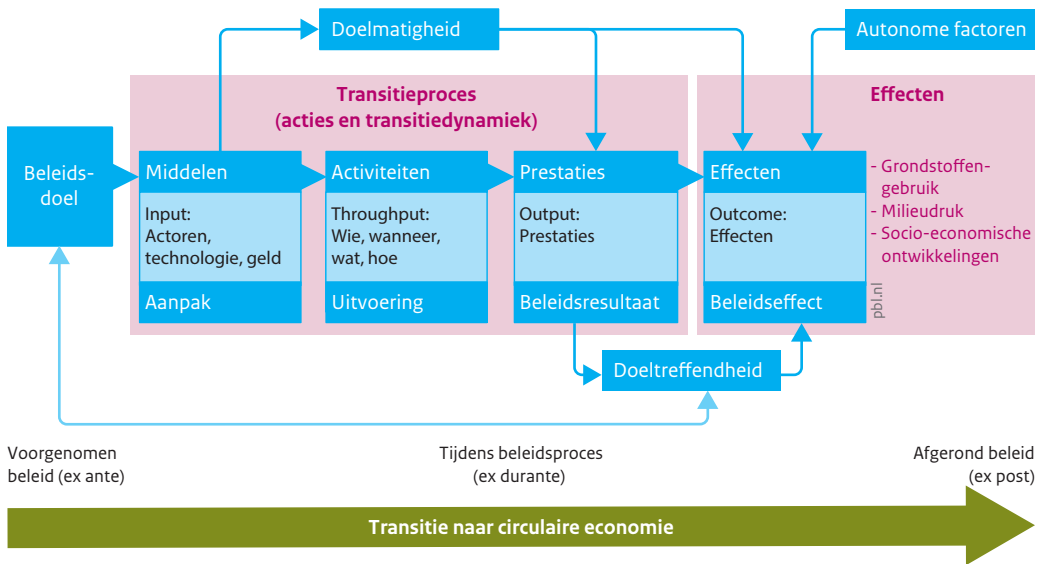 Doelmatigheid
Autonome factoren
Transitieproces
(acties en transitiedynamiek)
Effecten
Beleids-
doel
Middelen
Input:
Actoren,
technologie, geld
Aanpak
Activiteiten
Throughput:
Wie, wanneer,
wat, hoe
Uitvoering
Prestaties
Output:
Prestaties
Beleidsresultaat
Effecten
Outcome:
Effecten
Beleidseffect
- Grondstoffen-
gebruik
- Milieudruk
- Socio-economische
ontwikkelingen
pbl.nl
Doeltreffendheid
Voorgenomen
beleid (ex ante)
Tijdens beleidsproces
(ex durante)
Afgerond beleid
(ex post)
Transitie naar circulaire economie